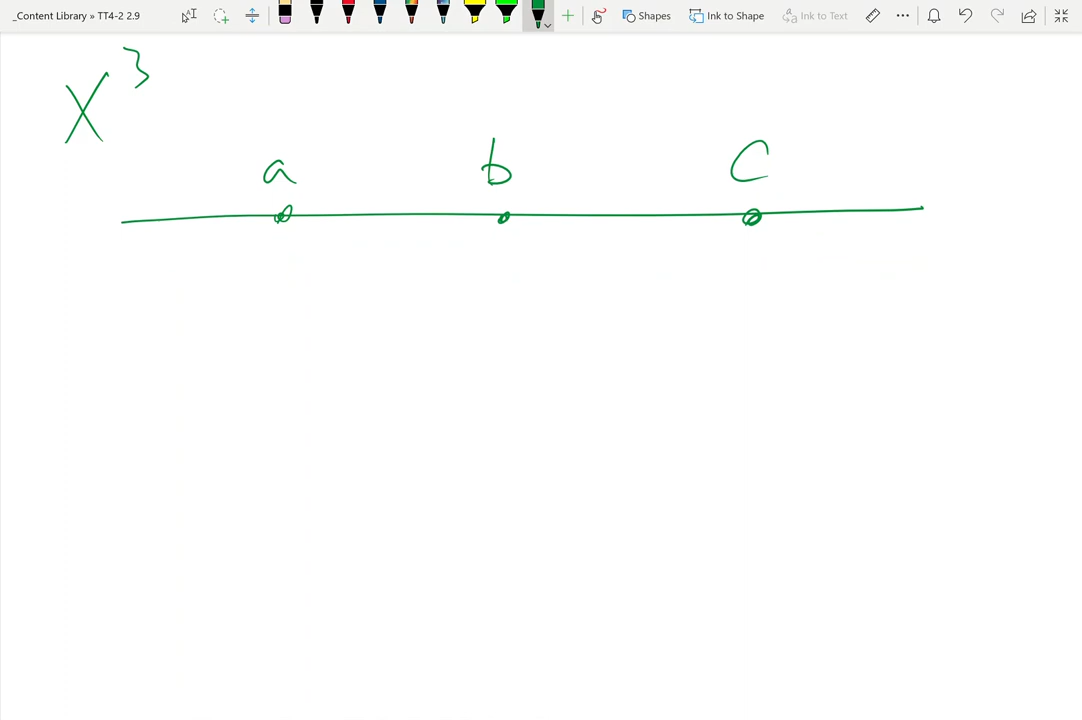 _Content Library » TT4-2 2.9 Shapes Ink to Shape Ink to Text
X³
a b c